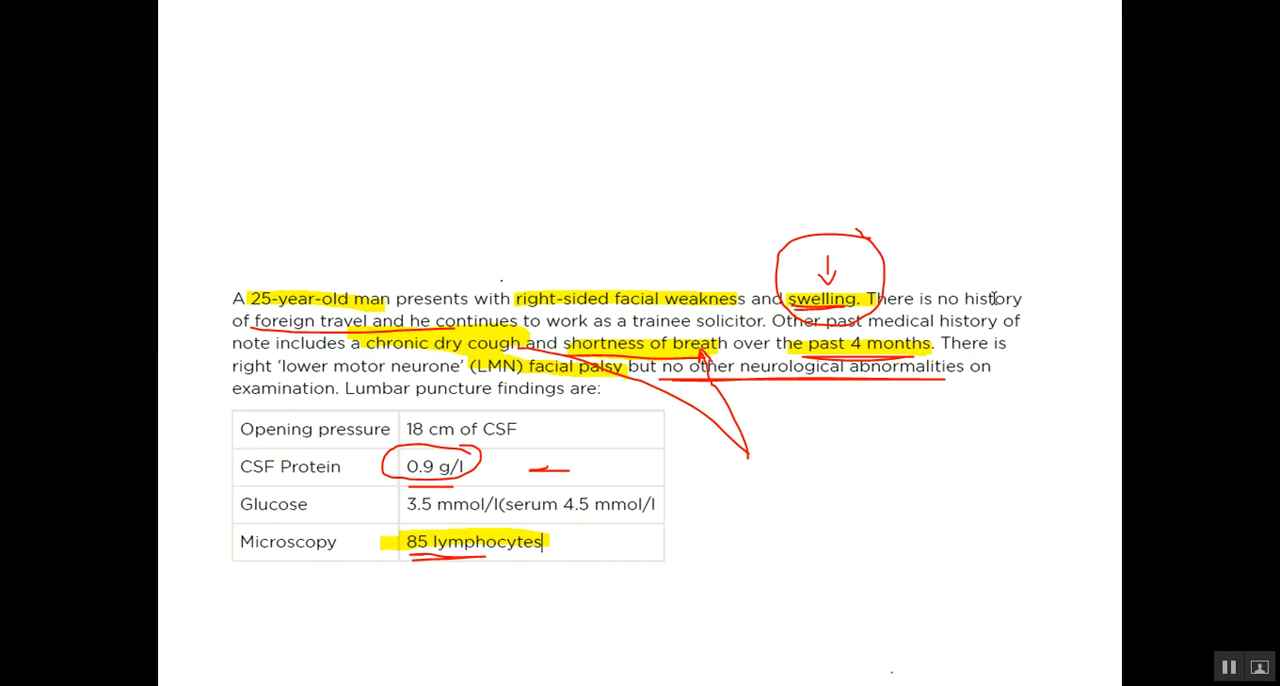 A 25-year-old man presents with right-sided facial weakness and swelling. There is no history
of foreign travel and he continues to work as a trainee solicitor. Other past medical history of
note includes a chronic dry cough and shortness of breath over the past 4 months. There is
right ‘lower motor neurone’ (LMN) facial palsy but no other neurological abnormalities on
examination. Lumbar puncture findings are:
Opening pressure 18 cm of CSF
CSF Protein 0.9 g/l
Glucose 3.5 mmol/l(serum 4.5 mmol/l
Microscopy 85 lymphocytes